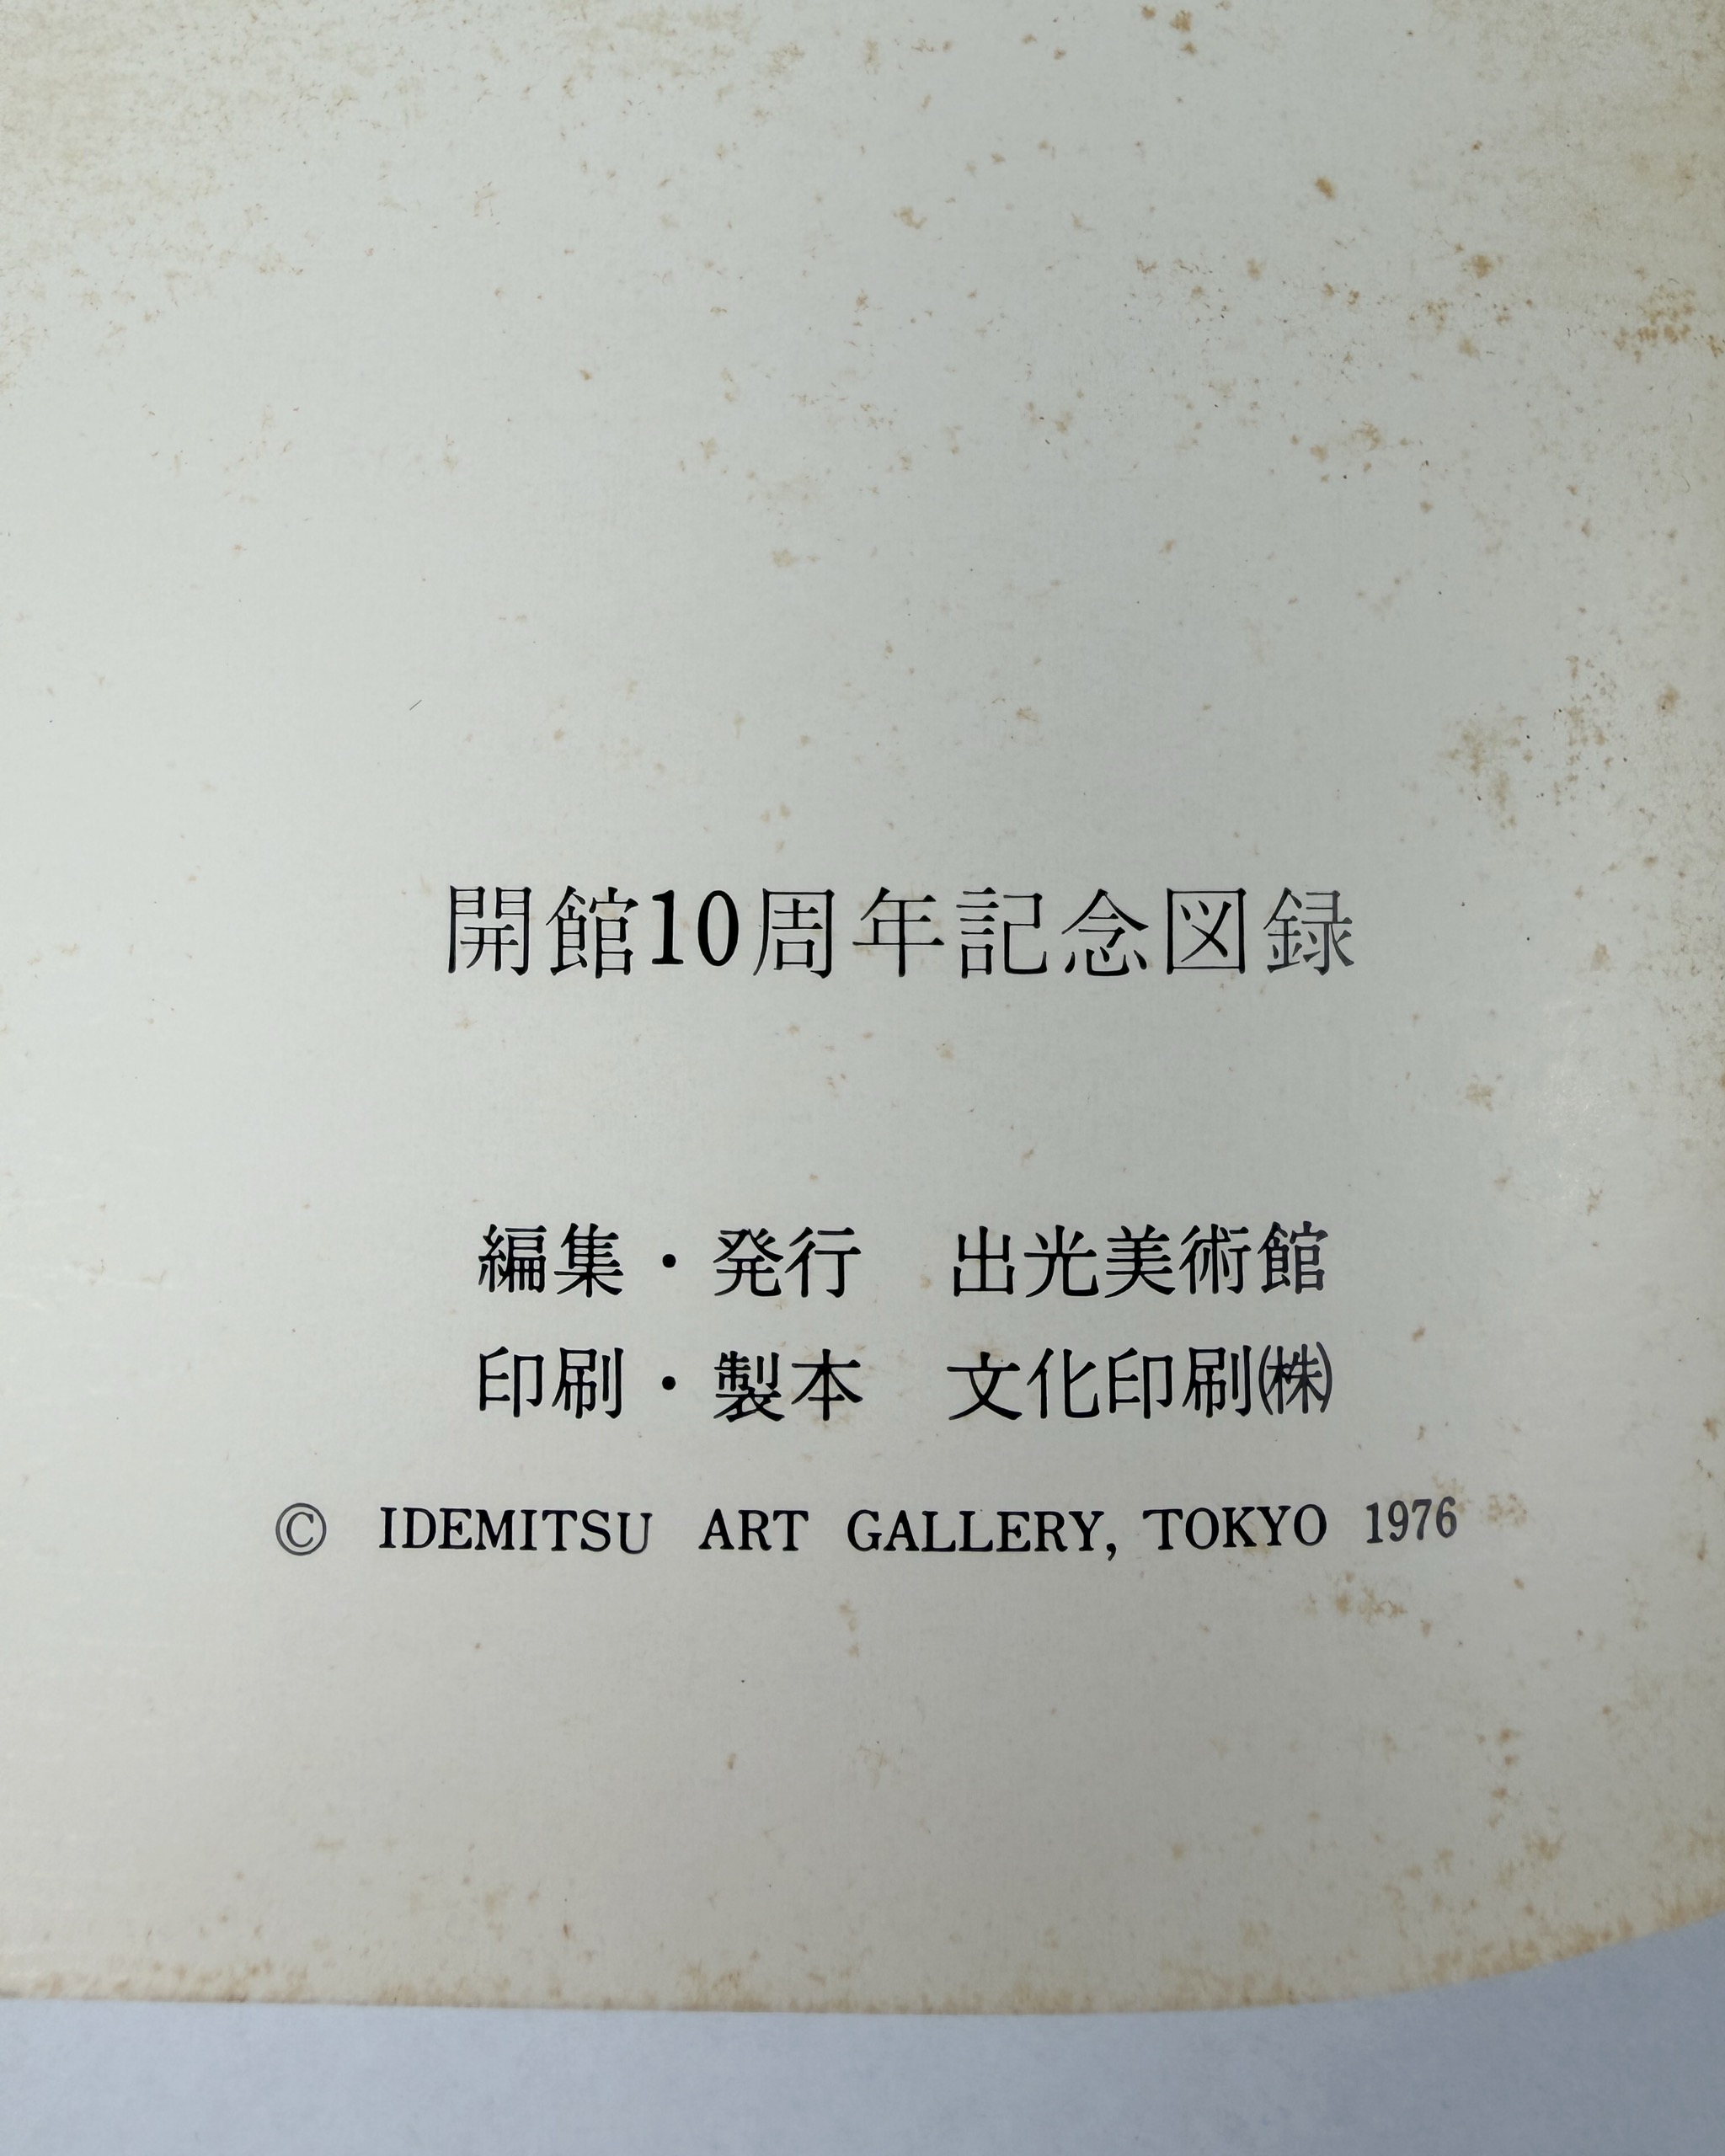 開館10周年記念図録
編集・発行　出光美術館
印刷・製本　文化印刷㈱
© IDEMITSU ART GALLERY, TOKYO 1976